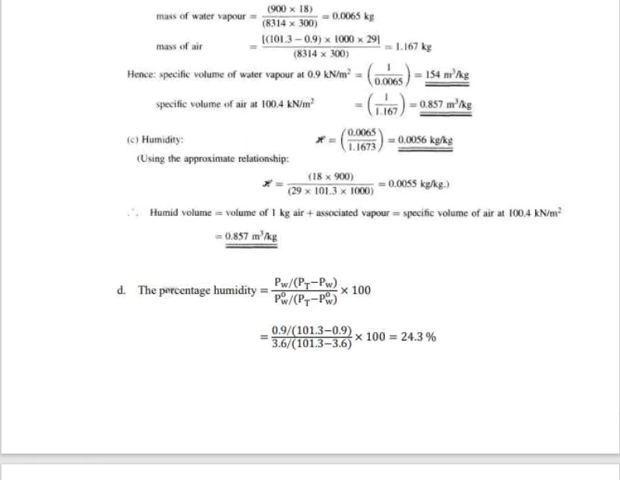 mass of water vapour = (900 × 18) / (8314 × 300) = 0.0065 kg
mass of air = [(101.3 − 0.9) × 1000 × 29] / (8314 × 300) = 1.167 kg
Hence: specific volume of water vapour at 0.9 kN/m² = (1 / 0.0065) = 154 m³/kg
specific volume of air at 100.4 kN/m² = (1 / 1.167) = 0.857 m³/kg
(c) Humidity: ℋ = (0.0065 / 1.1673) = 0.0056 kg/kg
(Using the approximate relationship:
ℋ = (18 × 900) / (29 × 101.3 × 1000) = 0.0055 kg/kg.)
∴ Humid volume = volume of 1 kg air + associated vapour = specific volume of air at 100.4 kN/m²
= 0.857 m³/kg
d. The percentage humidity = Pw/(PT−Pw) / P°w/(PT−P°w) × 100
= 0.9/(101.3−0.9) / 3.6/(101.3−3.6) × 100 = 24.3 %